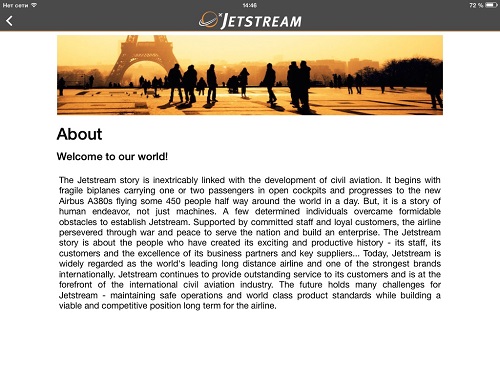 Нет сети 14:46 72 %
JETSTREAM
About
Welcome to our world!
The Jetstream story is inextricably linked with the development of civil aviation. It begins with
fragile biplanes carrying one or two passengers in open cockpits and progresses to the new
Airbus A380s flying some 450 people half way around the world in a day. But, it is a story of
human endeavor, not just machines. A few determined individuals overcame formidable
obstacles to establish Jetstream. Supported by committed staff and loyal customers, the airline
persevered through war and peace to serve the nation and build an enterprise. The Jetstream
story is about the people who have created its exciting and productive history - its staff, its
customers and the excellence of its business partners and key suppliers... Today, Jetstream is
widely regarded as the world's leading long distance airline and one of the strongest brands
internationally. Jetstream continues to provide outstanding service to its customers and is at the
forefront of the international civil aviation industry. The future holds many challenges for
Jetstream - maintaining safe operations and world class product standards while building a
viable and competitive position long term for the airline.